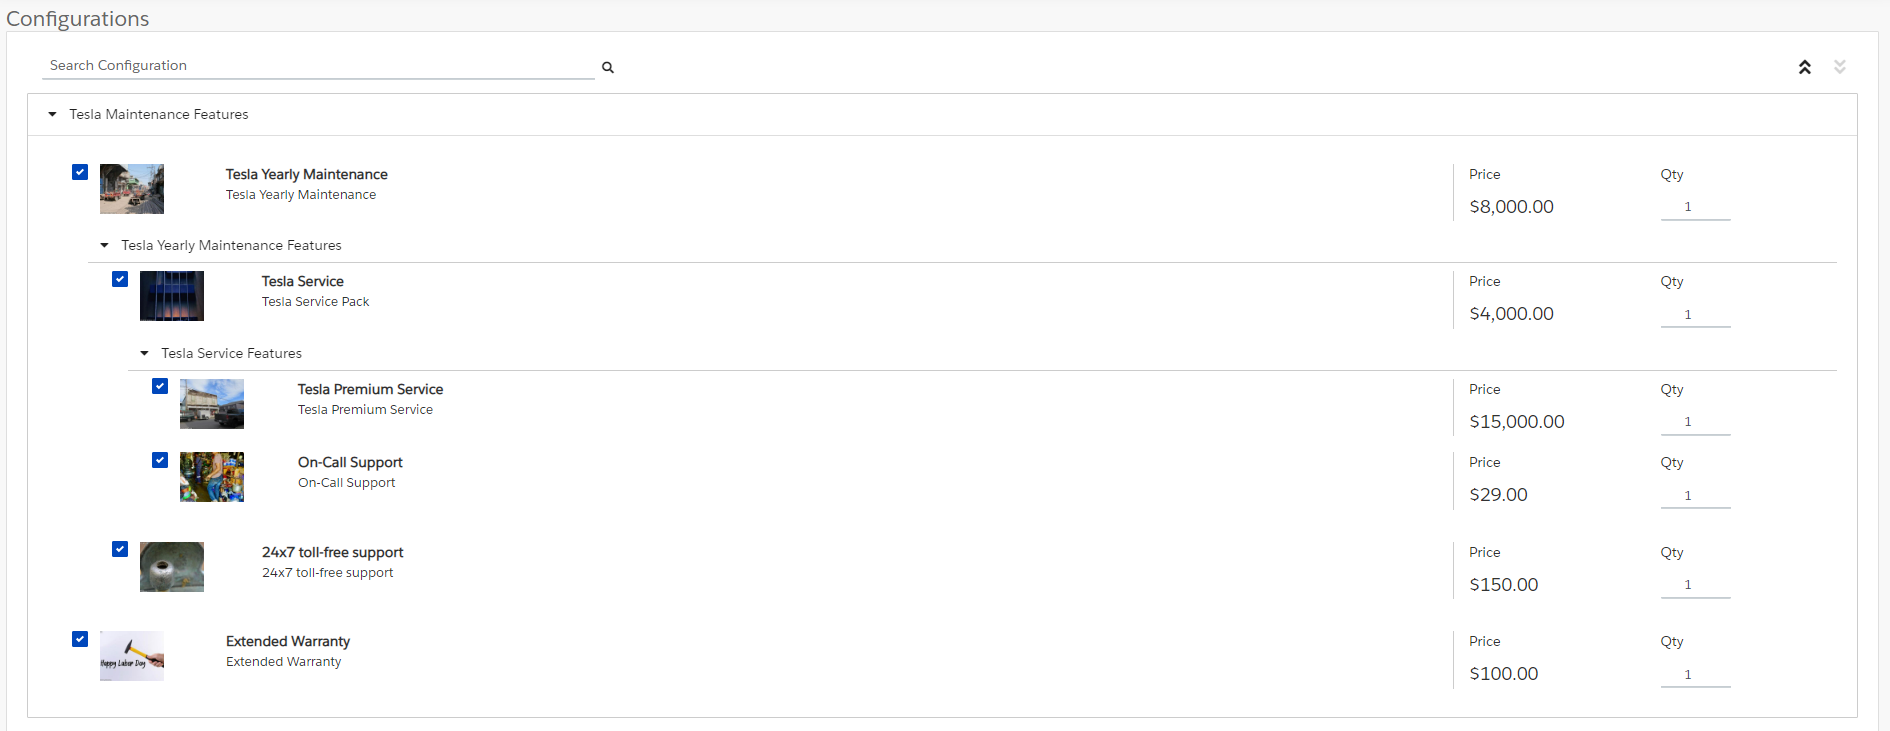 Configurations
Search Configuration
Tesla Maintenance Features
Tesla Yearly Maintenance
Tesla Yearly Maintenance
Price
$8,000.00
Qty
1
Tesla Yearly Maintenance Features
Tesla Service
Tesla Service Pack
Price
$4,000.00
Qty
1
Tesla Service Features
Tesla Premium Service
Tesla Premium Service
Price
$15,000.00
Qty
1
On-Call Support
On-Call Support
Price
$29.00
Qty
1
24x7 toll-free support
24x7 toll-free support
Price
$150.00
Qty
1
Extended Warranty
Extended Warranty
Happy Labor Day
Price
$100.00
Qty
1